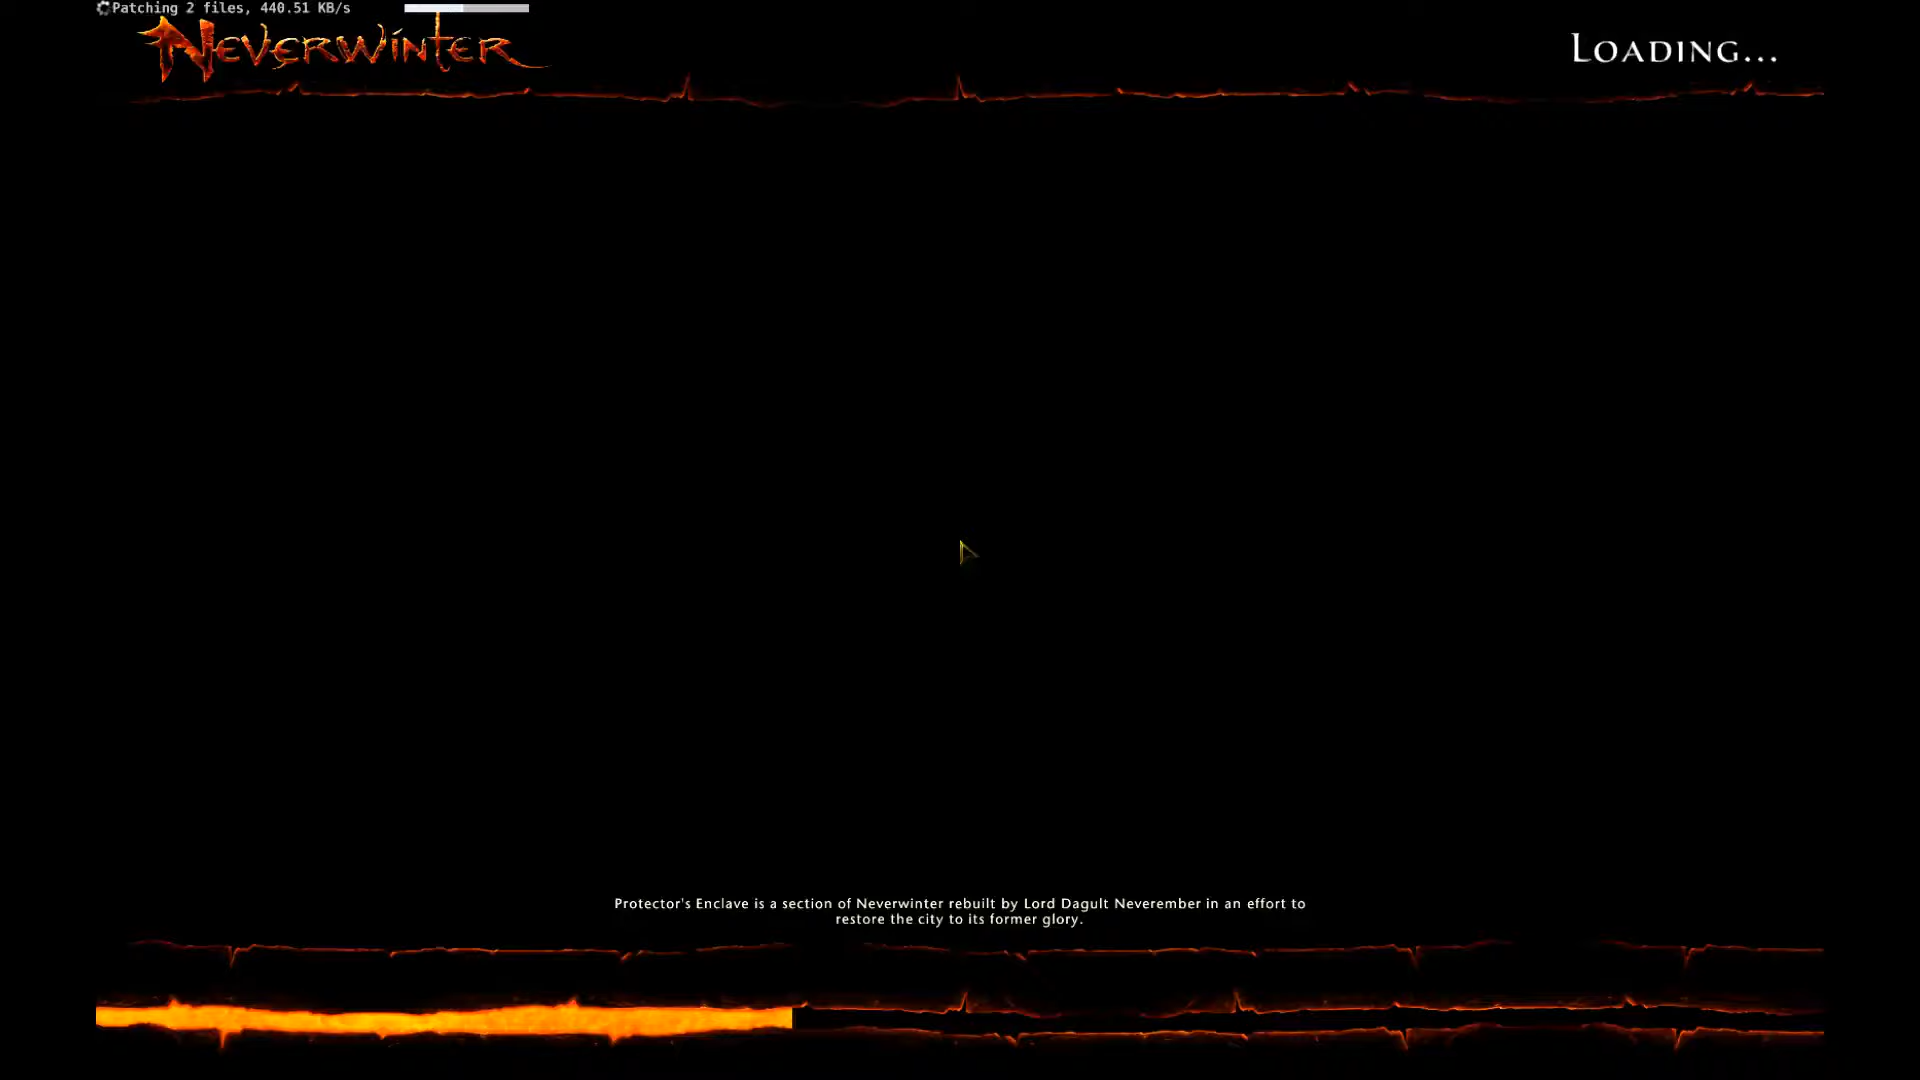 Patching 2 files, 440.51 KB/s
NEVERWINTER
LOADING...
Protector's Enclave is a section of Neverwinter rebuilt by Lord Dagult Neverember in an effort to
restore the city to its former glory.